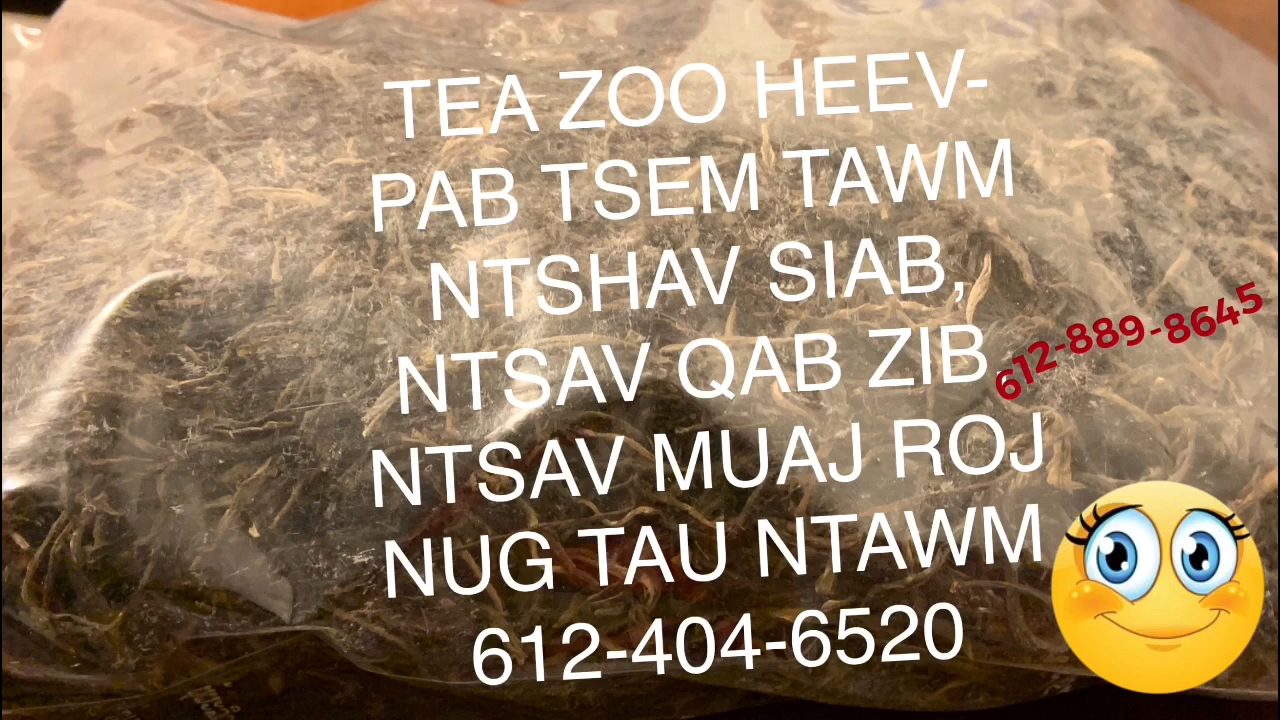 TEA ZOO HEEV-
PAB TSEM TAWM
NTSHAV SIAB,
NTSAV QAB ZIB,
NTSAV MUAJ ROJ
NUG TAU NTAWM
612-404-6520
612-889-8645